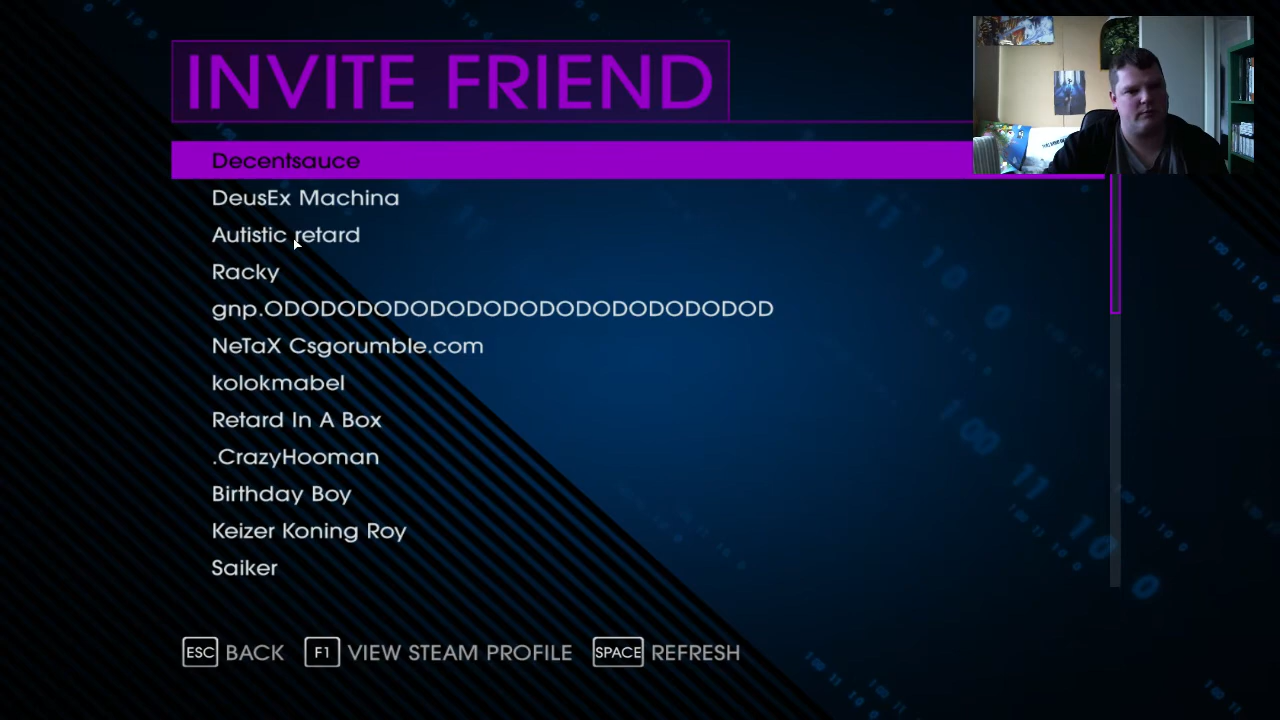 INVITE FRIEND
Decentsauce
DeusEx Machina
Autistic retard
Racky
gnp.ODODODODODODODODODODODODODOD
NeTaX Csgorumble.com
kolokmabel
Retard In A Box
.CrazyHooman
Birthday Boy
Keizer Koning Roy
Saiker
ESC BACK F1 VIEW STEAM PROFILE SPACE REFRESH